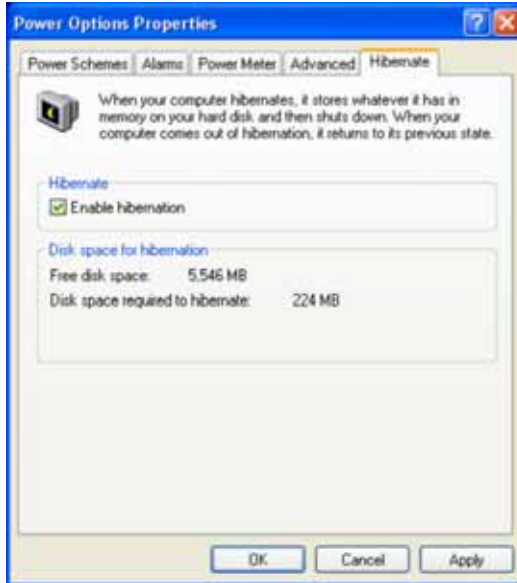 Power Options Properties
Power Schemes Alarms Power Meter Advanced Hibernate
When your computer hibernates, it stores whatever it has in
memory on your hard disk and then shuts down. When your
computer comes out of hibernation, it returns to its previous state.
Hibernate
Enable hibernation
Disk space for hibernation
Free disk space: 5,546 MB
Disk space required to hibernate: 224 MB
OK Cancel Apply